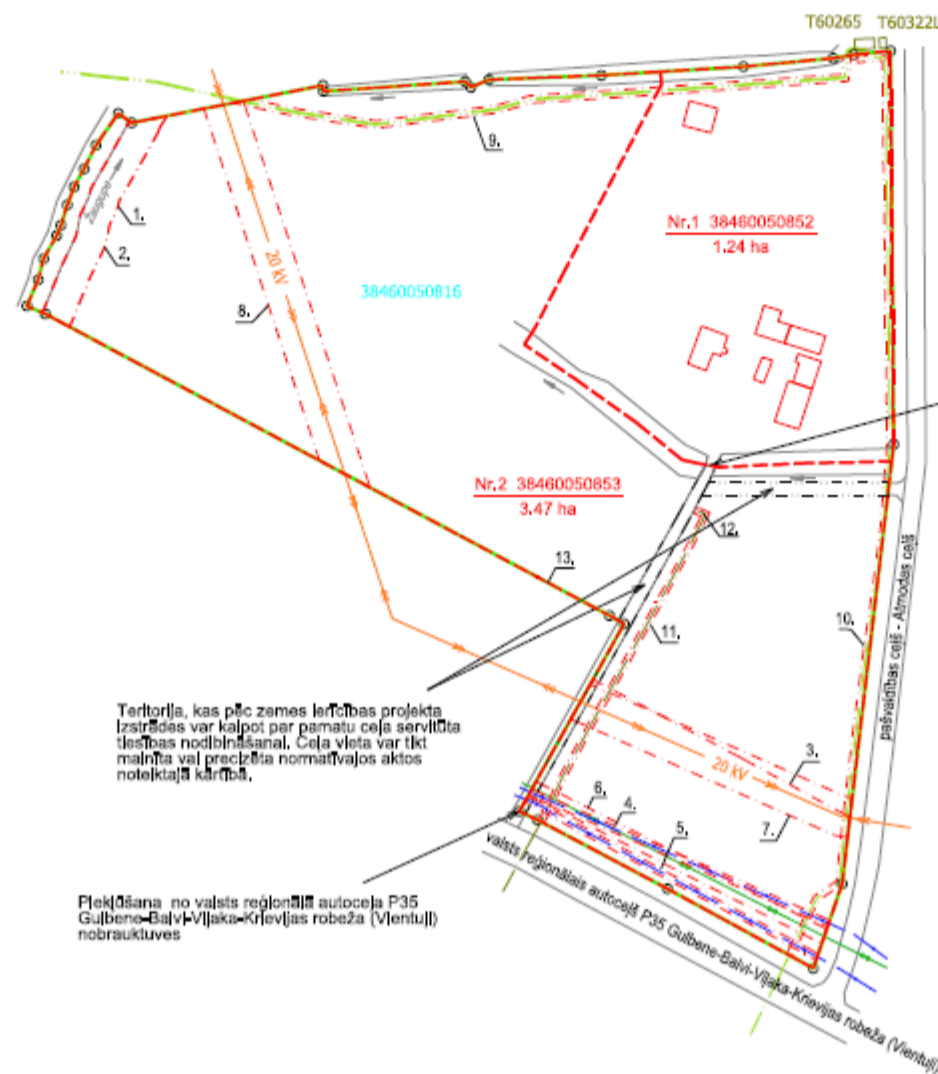 T60265 T60322L
9.
Žaugupe
1.
2.
Nr.1 38460050852
1.24 ha
20 kV
8.
38460050816
Nr.2 38460050853
3.47 ha
12.
13.
11.
10.
pašvaldības ceļš - Atmodas ceļš
Teritorija, kas pēc zemes ierīcības projekta
izstrādes var kalpot par pamatu ceļa servitūta
tiesības nodibināšanai. Ceļa vieta var tikt
mainīta vai precizēta normatīvajos aktos
noteiktajā kārtībā.
3.
20 kV
6.
4.
5.
7.
Piekļūšana no valsts reģionālā autoceļa P35
Gulbene-Balvi-Viļaka-Krievijas robeža (Vientuļi)
nobrauktuves
valsts reģionālais autoceļš P35 Gulbene-Balvi-Viļaka-Krievijas robeža (Vientuļi)